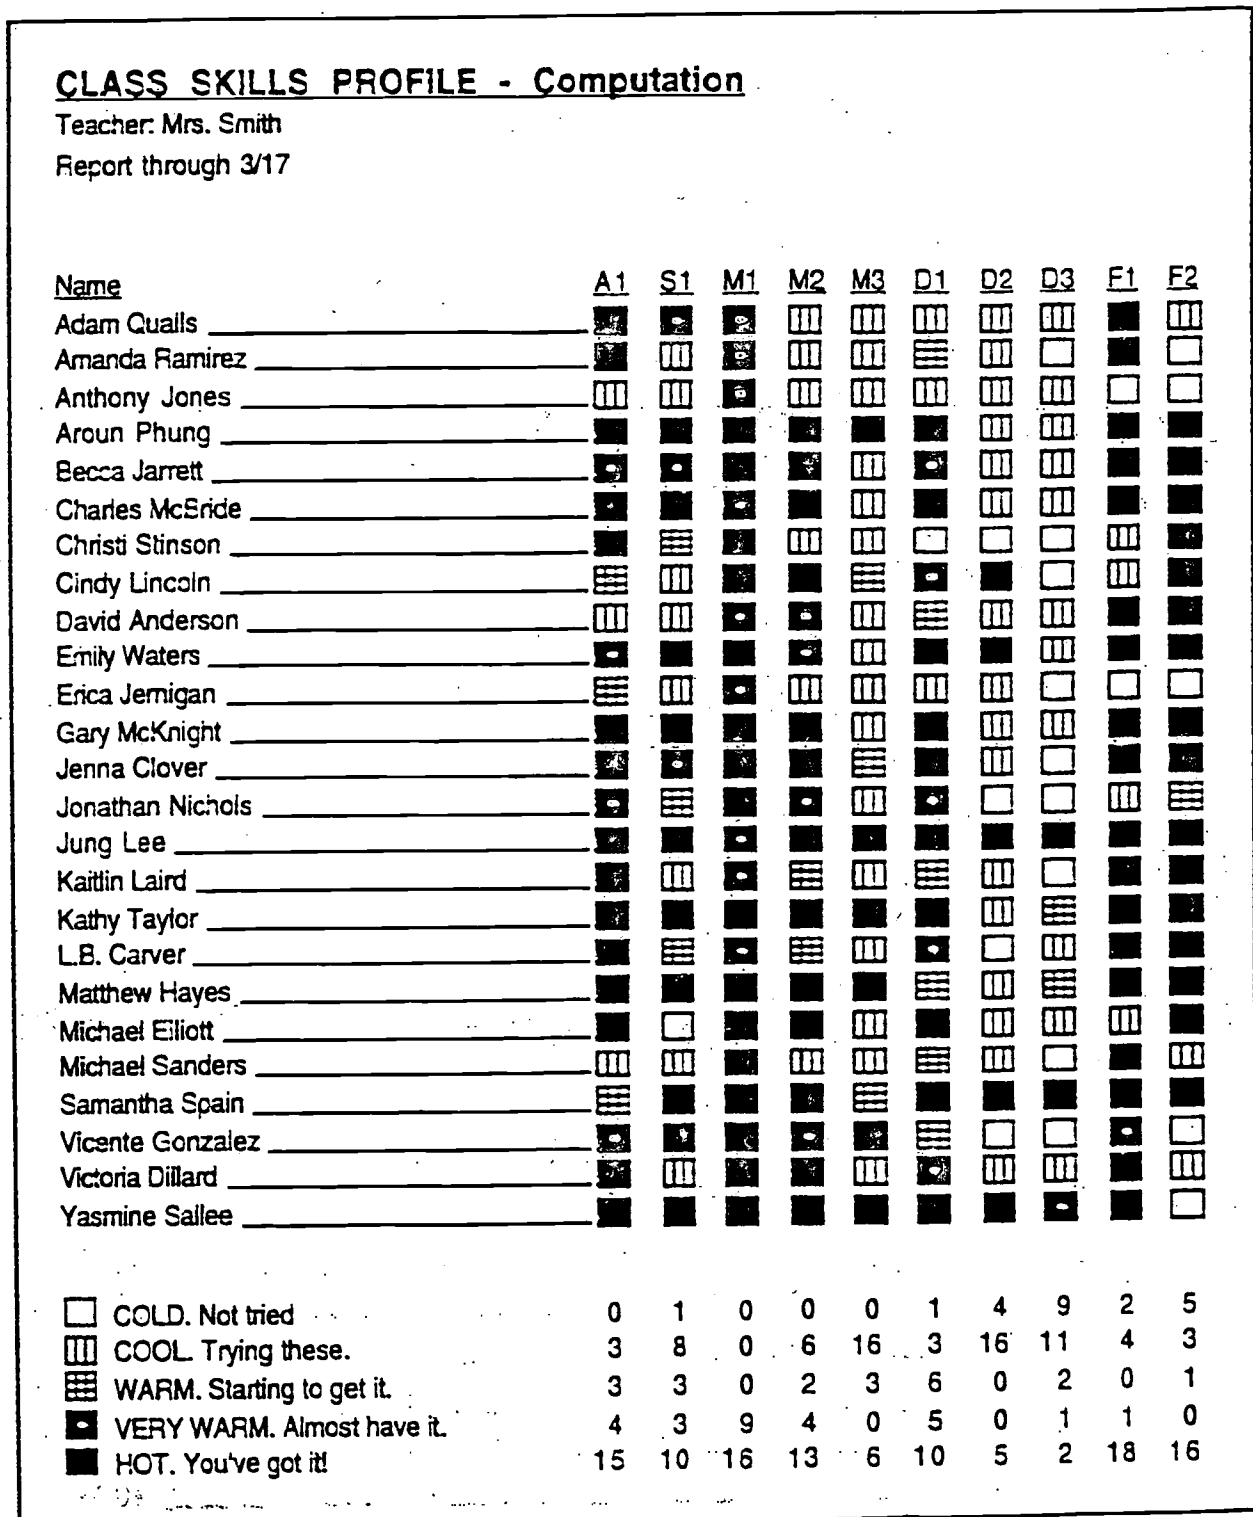 CLASS SKILLS PROFILE - Computation
Teacher: Mrs. Smith
Report through 3/17
Name A1 S1 M1 M2 M3 D1 D2 D3 F1 F2
Adam Qualls
Amanda Ramirez
Anthony Jones
Aroun Phung
Becca Jarrett
Charles McBride
Christi Stinson
Cindy Lincoln
David Anderson
Emily Waters
Erica Jernigan
Gary McKnight
Jenna Clover
Jonathan Nichols
Jung Lee
Kaitlin Laird
Kathy Taylor
L.B. Carver
Matthew Hayes
Michael Elliott
Michael Sanders
Samantha Spain
Vicente Gonzalez
Victoria Dillard
Yasmine Sallee
COLD. Not tried 0 1 0 0 0 1 4 9 2 5
COOL. Trying these. 3 8 0 6 16 3 16 11 4 3
WARM. Starting to get it. 3 3 0 2 3 6 0 2 0 1
VERY WARM. Almost have it. 4 3 9 4 0 5 0 1 1 0
HOT. You've got it! 15 10 16 13 6 10 5 2 18 16